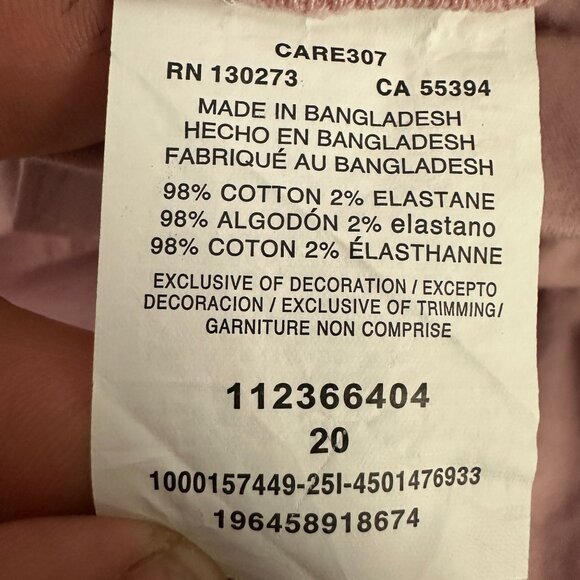 CARE307
RN 130273 CA 55394
MADE IN BANGLADESH
HECHO EN BANGLADESH
FABRIQUÉ AU BANGLADESH
98% COTTON 2% ELASTANE
98% ALGODÓN 2% elastano
98% COTON 2% ÉLASTHANNE
EXCLUSIVE OF DECORATION / EXCEPTO
DECORACION / EXCLUSIVE OF TRIMMING/
GARNITURE NON COMPRISE
112366404
20
1000157449-25I-4501476933
196458918674